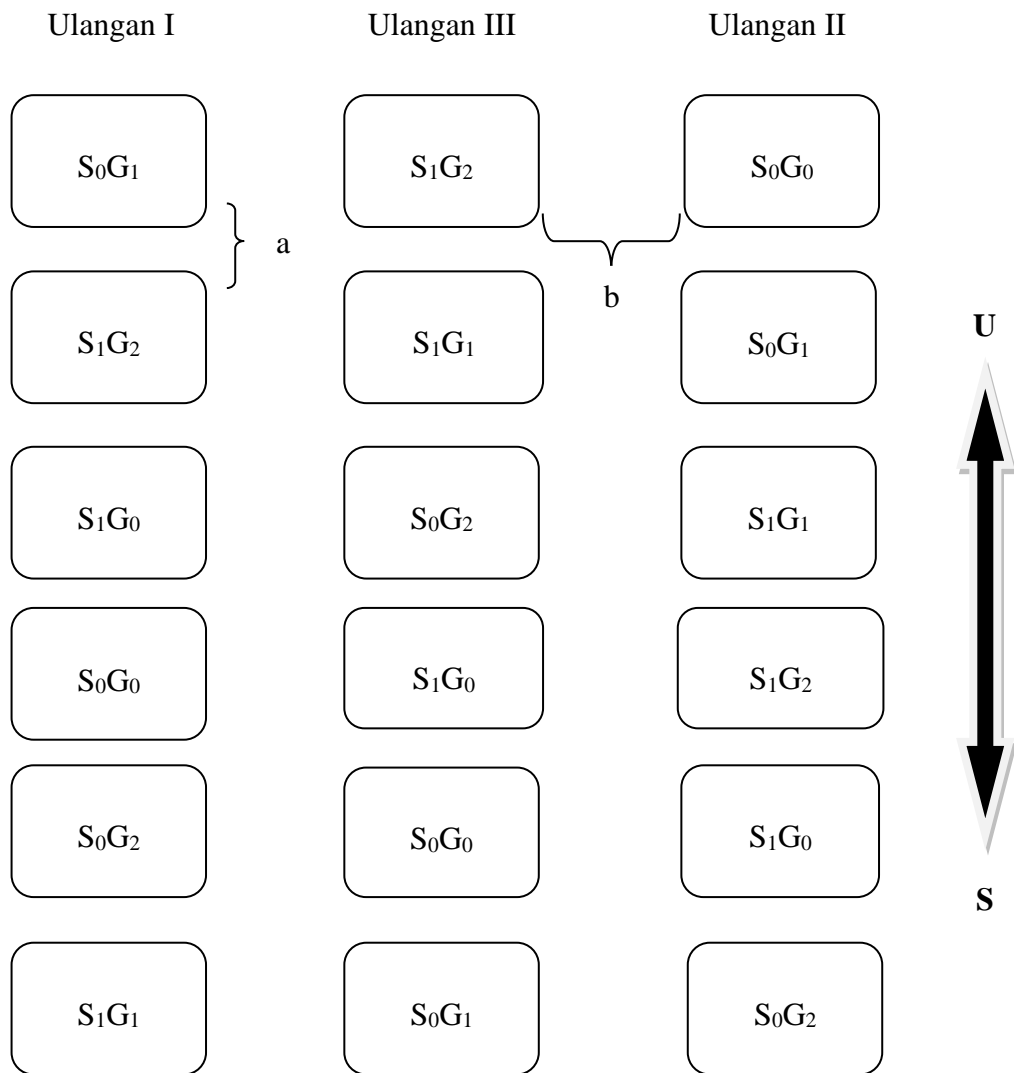 Ulangan I Ulangan III Ulangan II
S₀G₁ S₁G₂ S₀G₀
a
b
S₁G₂ S₁G₁ S₀G₁
U
S₁G₀ S₀G₂ S₁G₁
S₀G₀ S₁G₀ S₁G₂
S₀G₂ S₀G₀ S₁G₀
S
S₁G₁ S₀G₁ S₀G₂